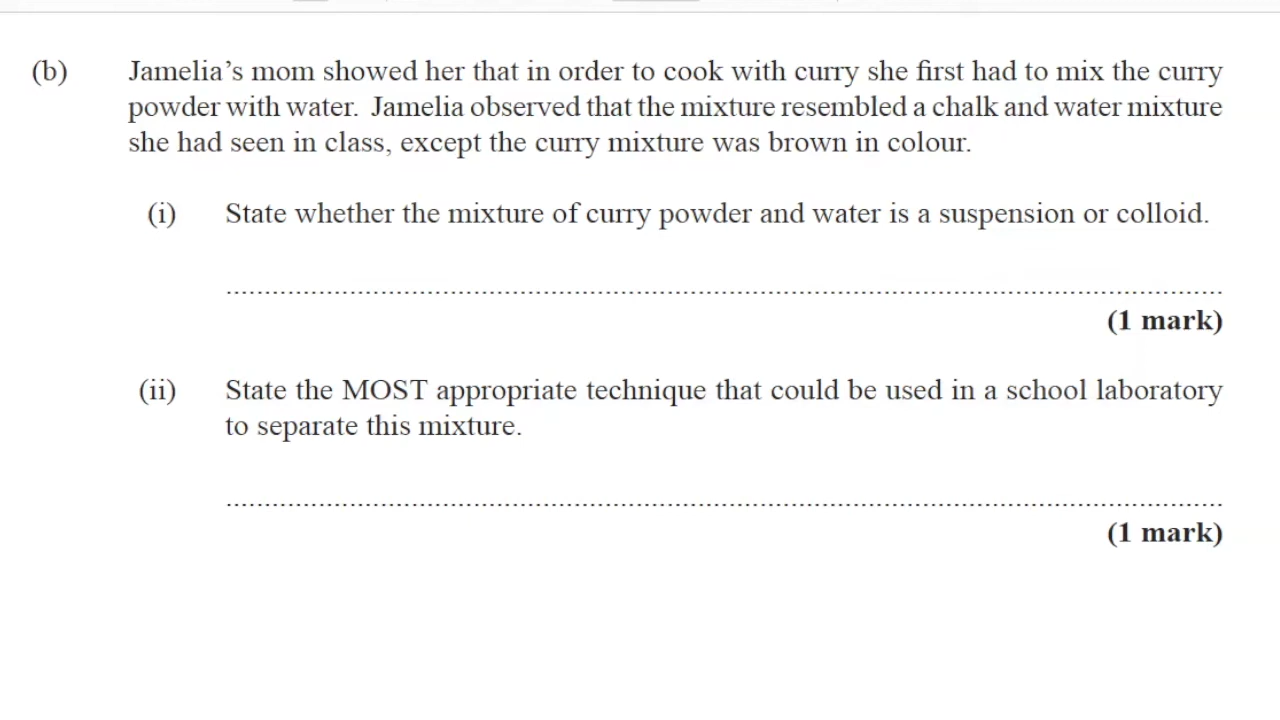 (b) Jamelia’s mom showed her that in order to cook with curry she first had to mix the curry
powder with water. Jamelia observed that the mixture resembled a chalk and water mixture
she had seen in class, except the curry mixture was brown in colour.
(i) State whether the mixture of curry powder and water is a suspension or colloid.
....................................................................................................................................
(1 mark)
(ii) State the MOST appropriate technique that could be used in a school laboratory
to separate this mixture.
....................................................................................................................................
(1 mark)